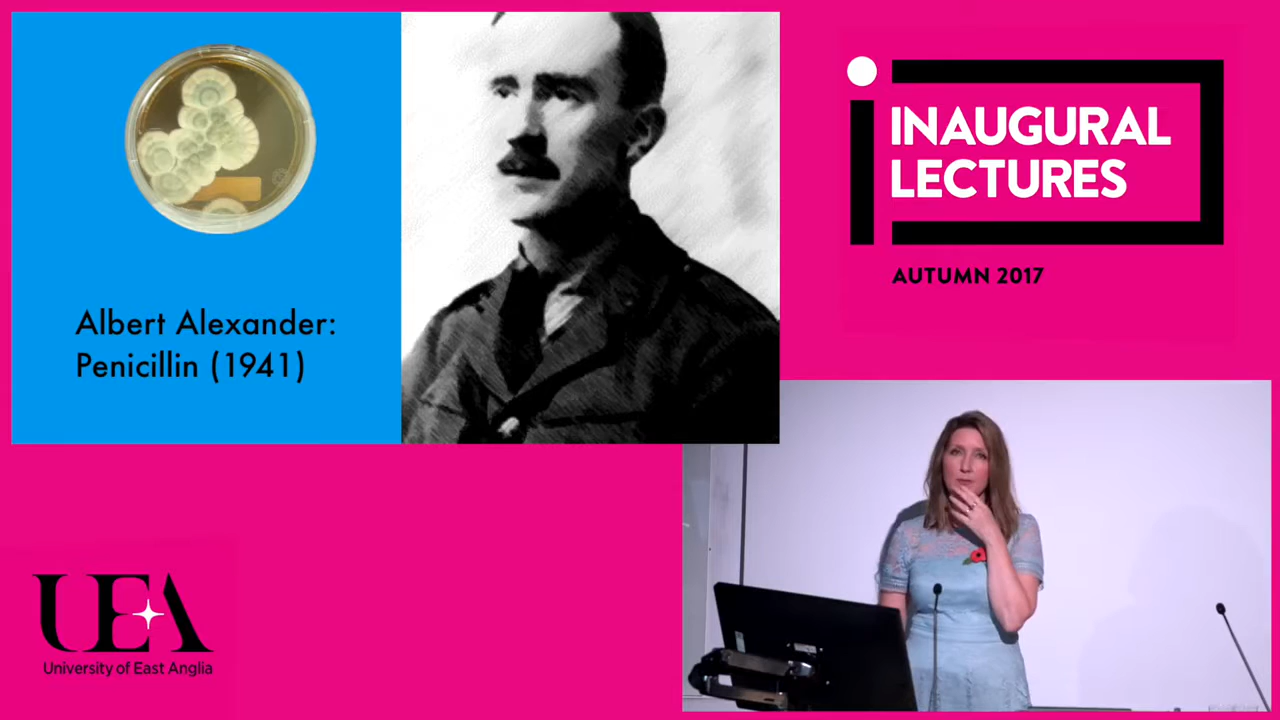 Albert Alexander:
Penicillin (1941)
INAUGURAL
LECTURES
AUTUMN 2017
UEA
University of East Anglia